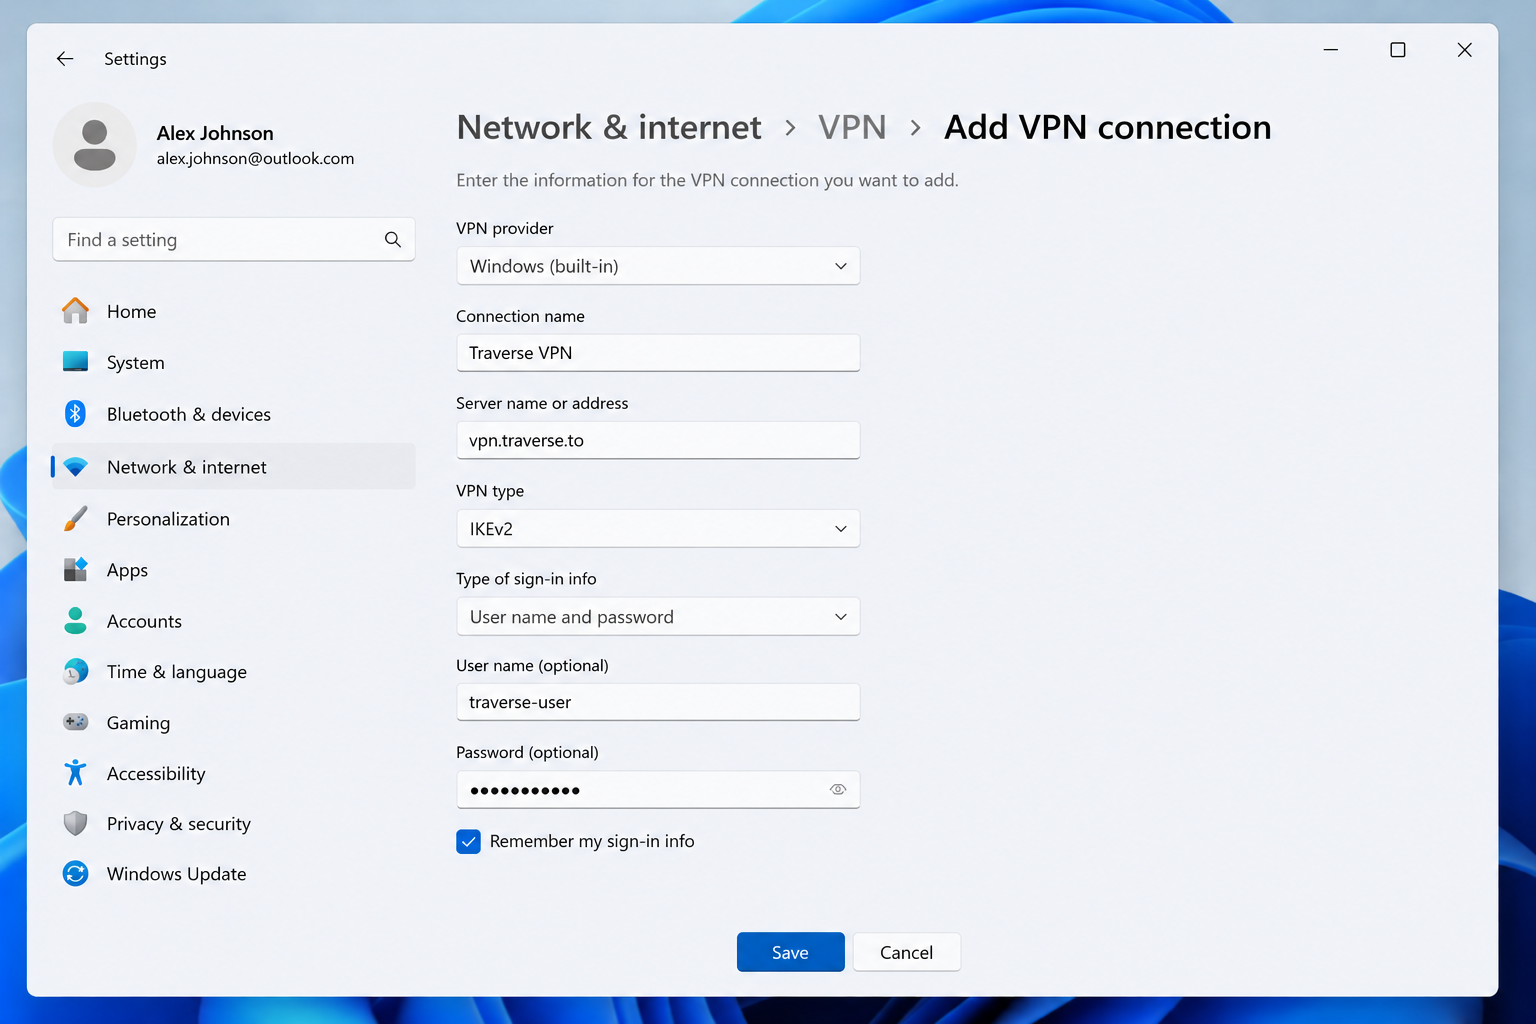 Settings
Alex Johnson
alex.johnson@outlook.com
Find a setting
Home
System
Bluetooth & devices
Network & internet
Personalization
Apps
Accounts
Time & language
Gaming
Accessibility
Privacy & security
Windows Update
Network & internet > VPN > Add VPN connection
Enter the information for the VPN connection you want to add.
VPN provider
Windows (built-in)
Connection name
Traverse VPN
Server name or address
vpn.traverse.to
VPN type
IKEv2
Type of sign-in info
User name and password
User name (optional)
traverse-user
Password (optional)
•••••••••••
Remember my sign-in info
Save
Cancel